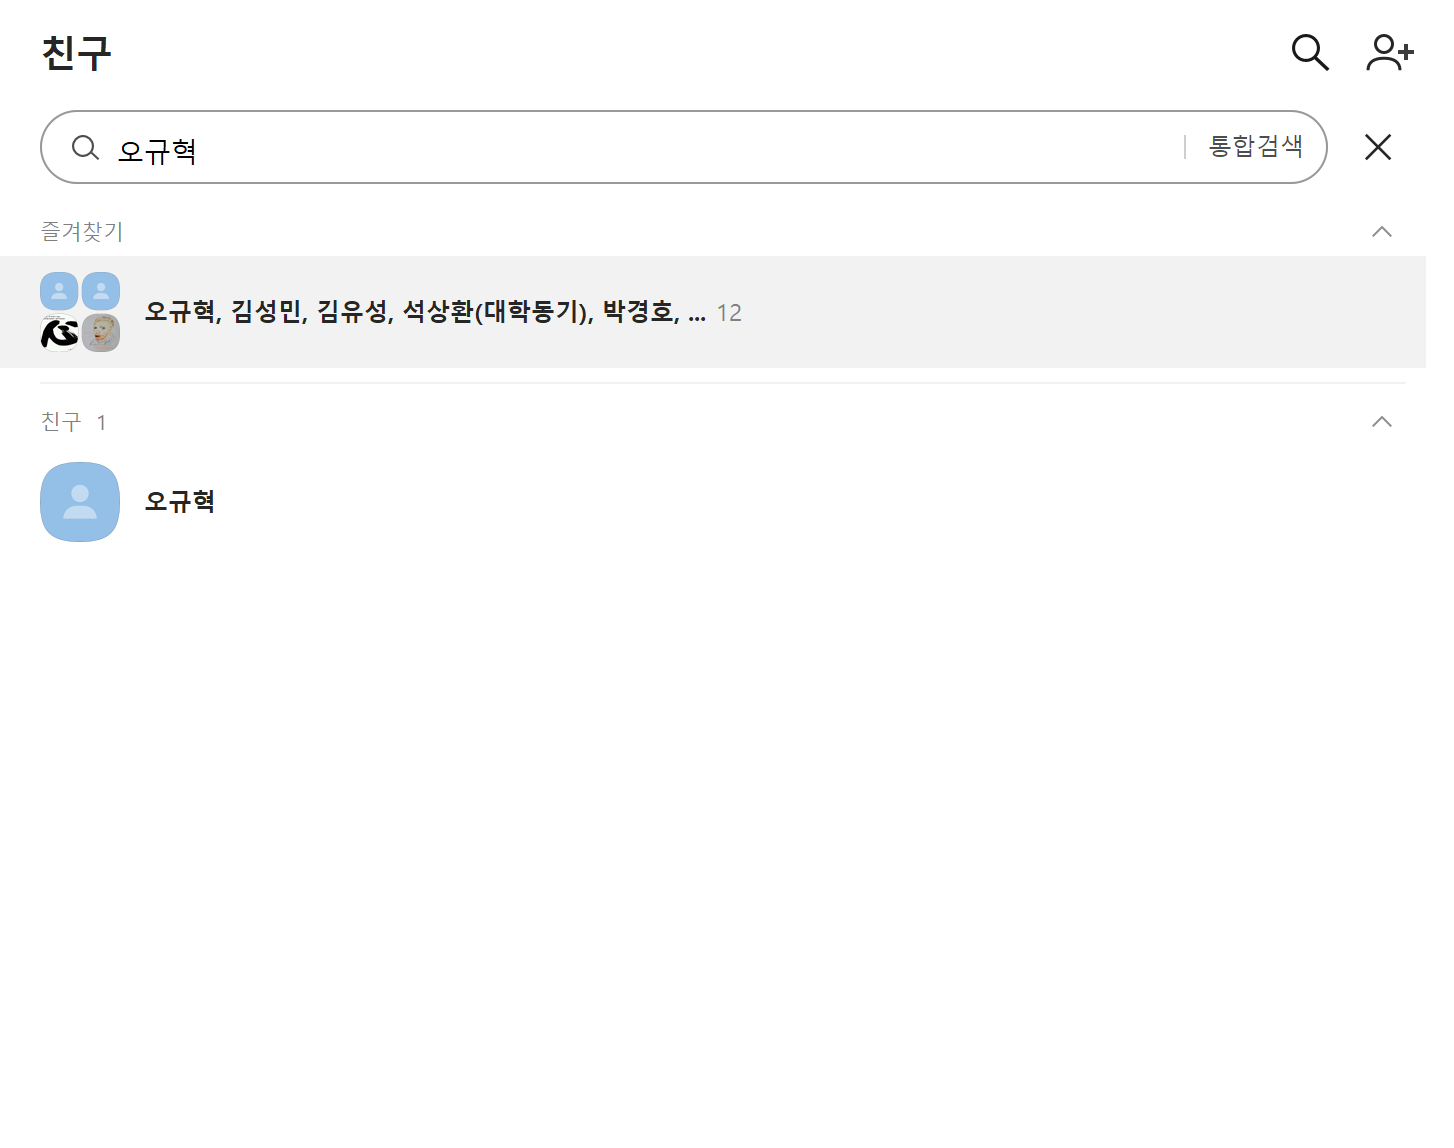 친구
오규혁 통합검색
즐겨찾기
오규혁, 김성민, 김유성, 석상환(대학동기), 박경호, ... 12
친구 1
오규혁